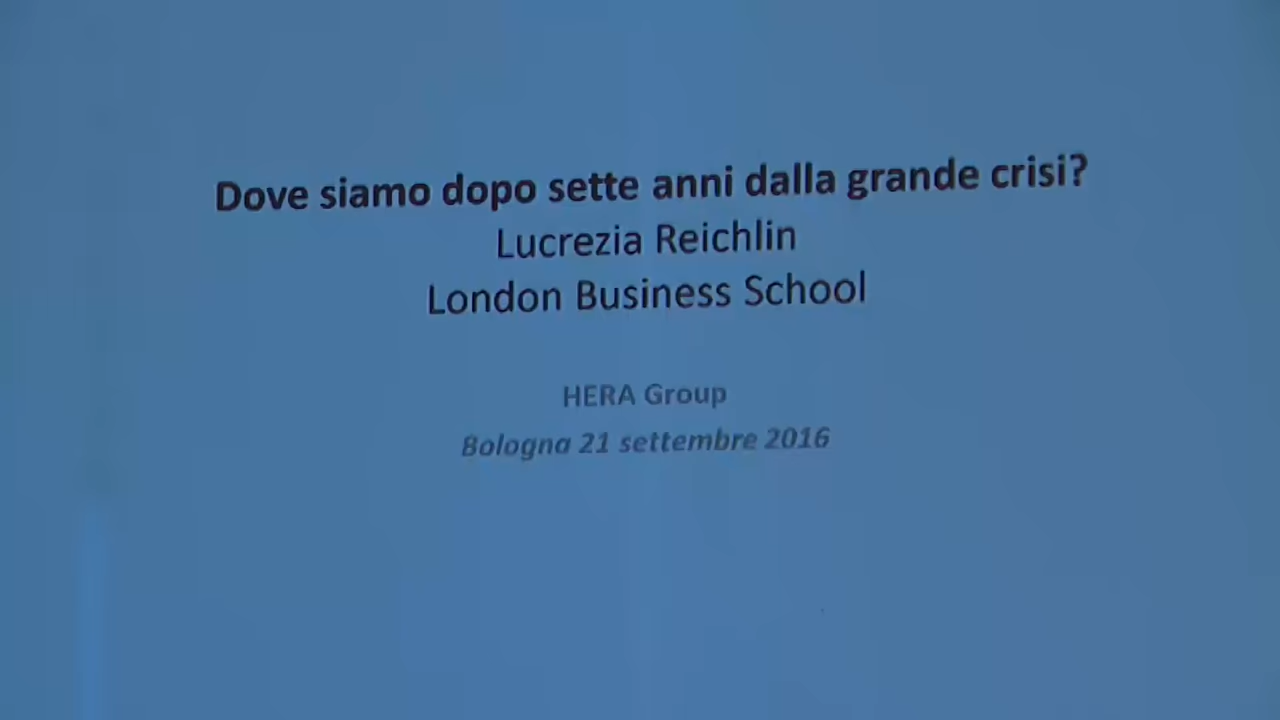 Dove siamo dopo sette anni dalla grande crisi?
Lucrezia Reichlin
London Business School
HERA Group
Bologna 21 settembre 2016